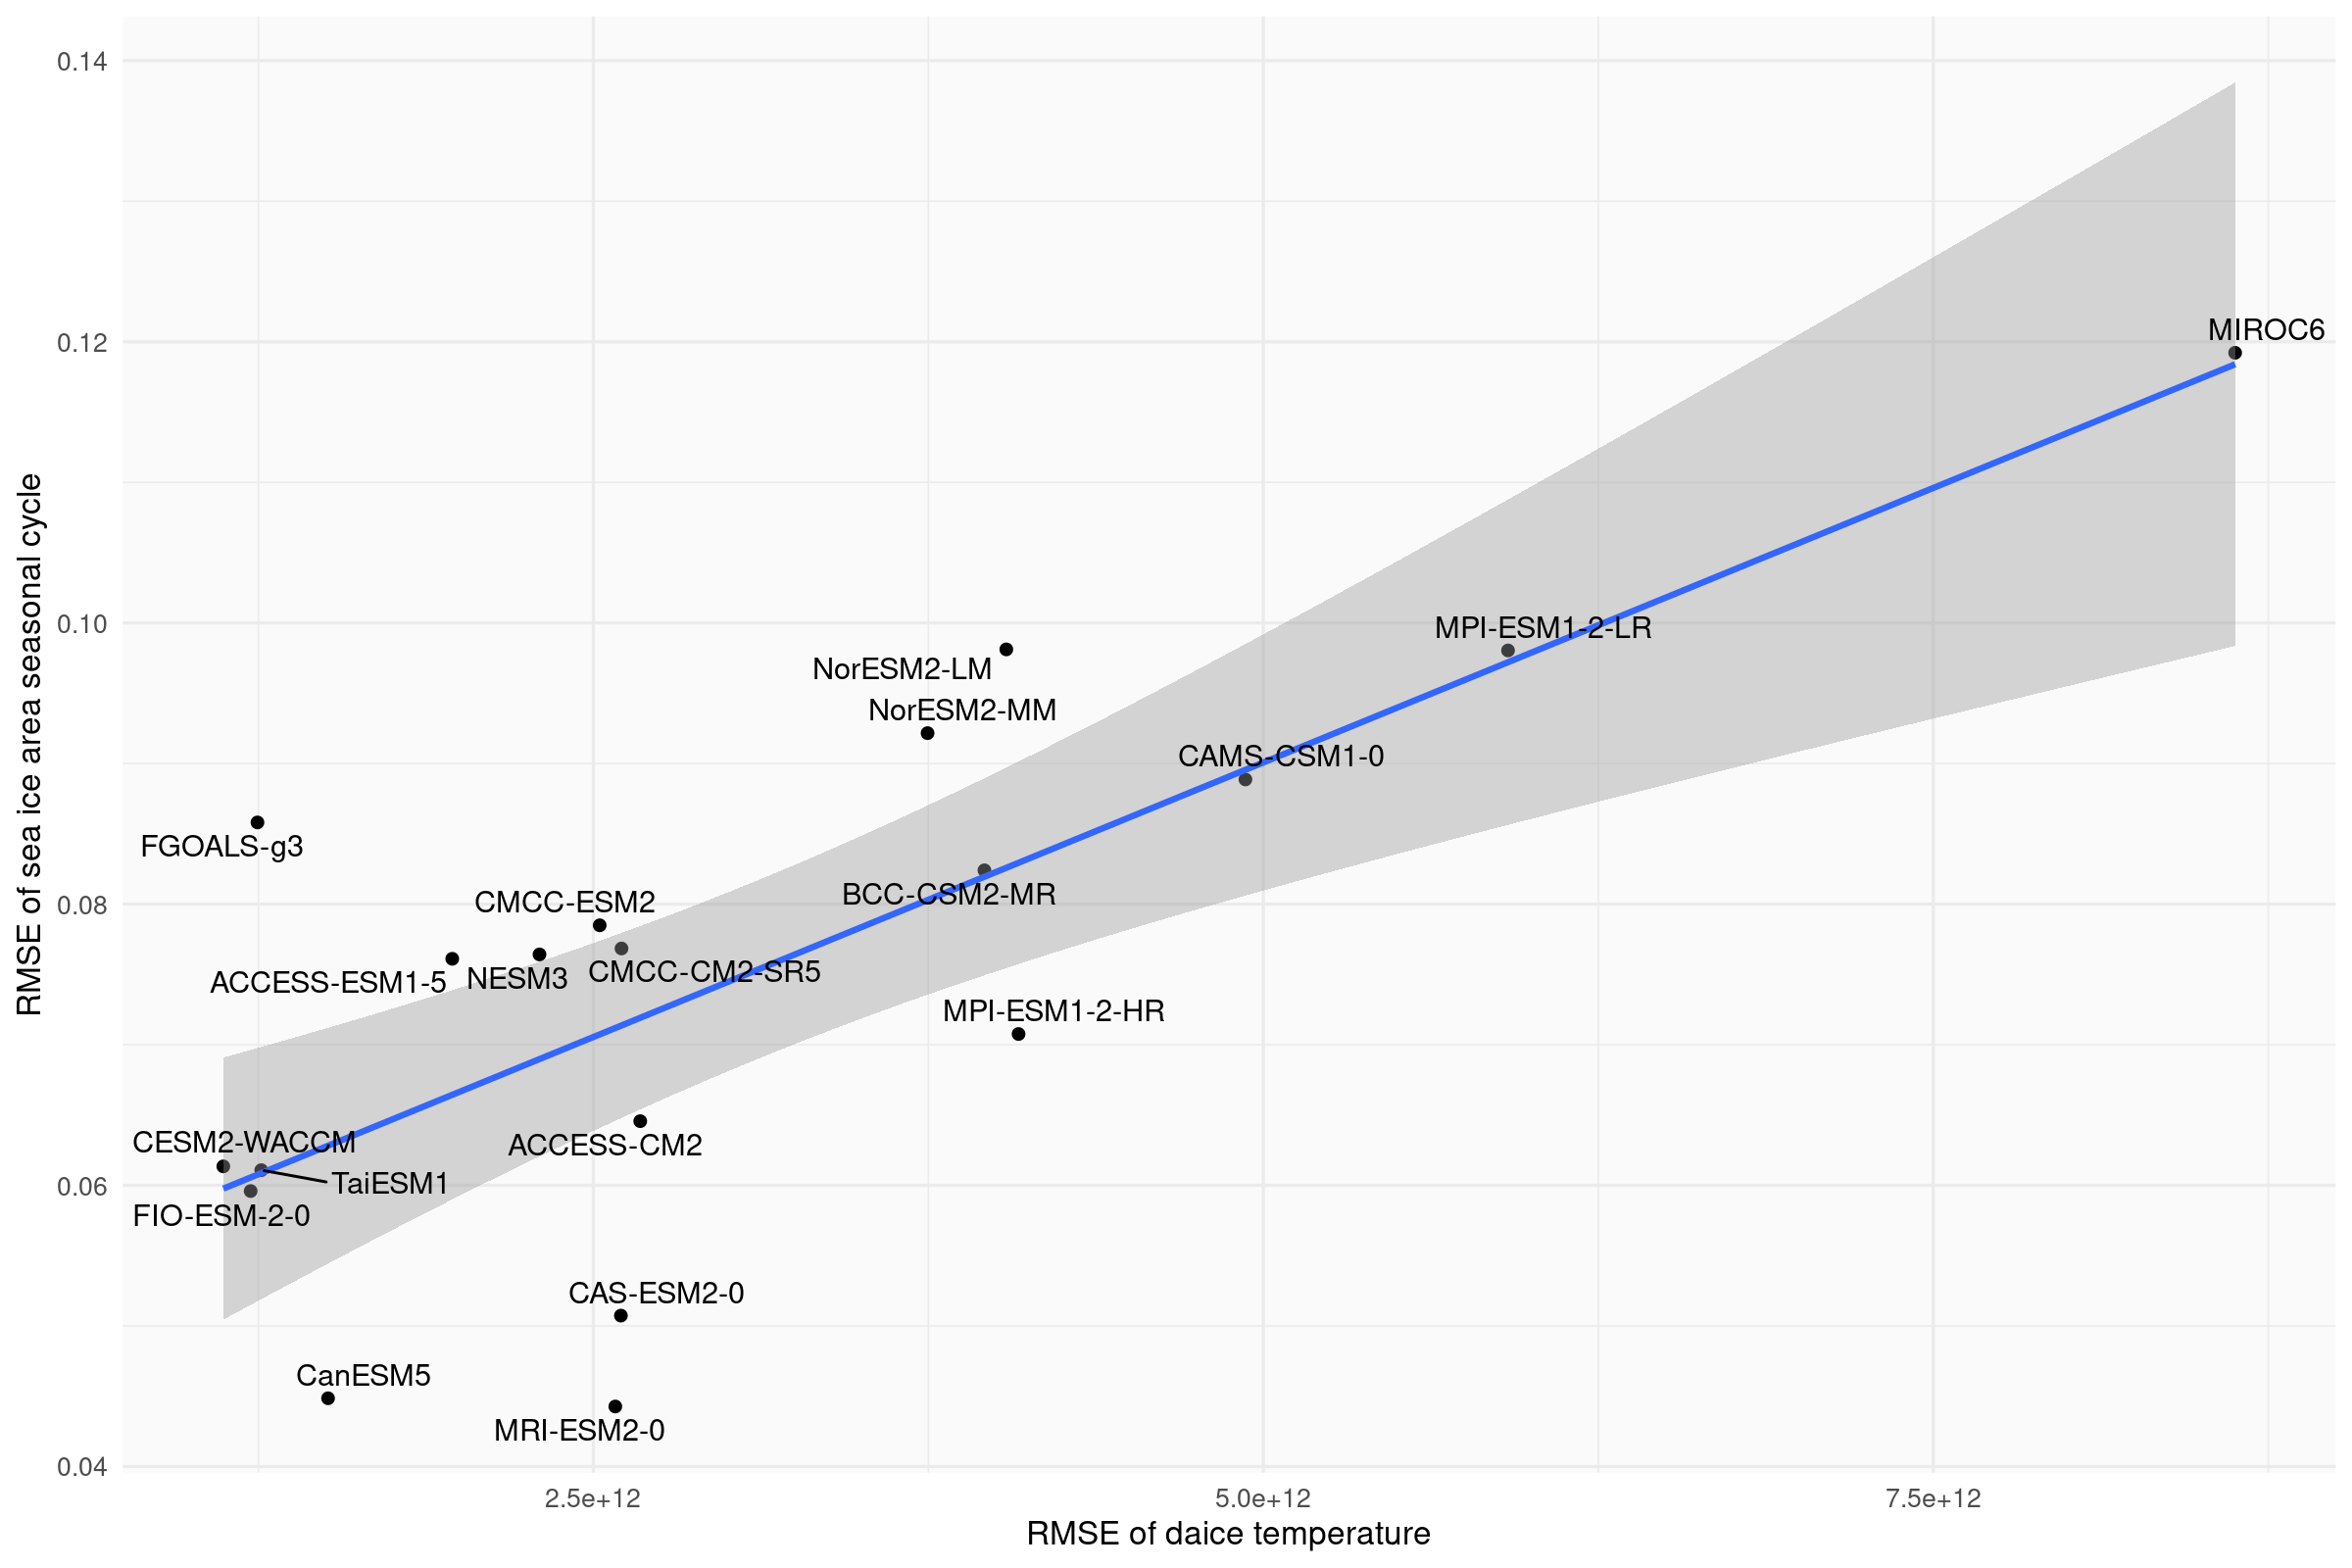 0.14
0.12
0.10
0.08
0.06
0.04
RMSE of sea ice area seasonal cycle
MIROC6
MPI-ESM1-2-LR
NorESM2-LM
NorESM2-MM
CAMS-CSM1-0
FGOALS-g3
BCC-CSM2-MR
CMCC-ESM2
CMCC-CM2-SR5
ACCESS-ESM1-5
NESM3
MPI-ESM1-2-HR
CESM2-WACCM
ACCESS-CM2
TaiESM1
FIO-ESM-2-0
CAS-ESM2-0
CanESM5
MRI-ESM2-0
2.5e+12
5.0e+12
7.5e+12
RMSE of daice temperature